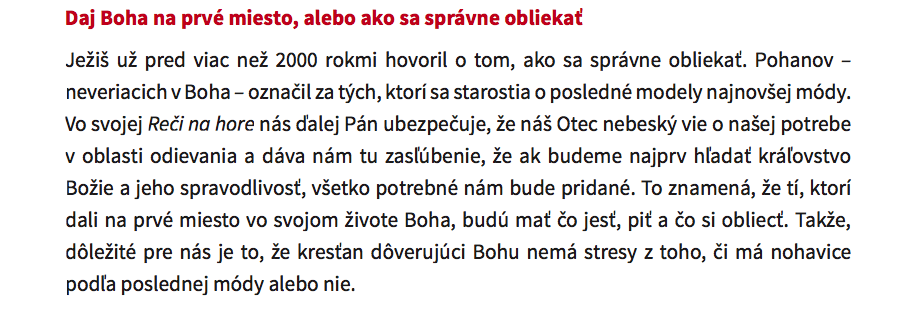 Daj Boha na prvé miesto, alebo ako sa správne obliekať
Ježiš už pred viac než 2000 rokmi hovoril o tom, ako sa správne obliekať. Pohanov –
neveriacich v Boha – označil za tých, ktorí sa starostia o posledné modely najnovšej módy.
Vo svojej Reči na hore nás ďalej Pán ubezpečuje, že náš Otec nebeský vie o našej potrebe
v oblasti odievania a dáva nám tu zasľúbenie, že ak budeme najprv hľadať kráľovstvo
Božie a jeho spravodlivosť, všetko potrebné nám bude pridané. To znamená, že tí, ktorí
dali na prvé miesto vo svojom živote Boha, budú mať čo jesť, piť a čo si obliecť. Takže,
dôležité pre nás je to, že kresťan dôverujúci Bohu nemá stresy z toho, či má nohavice
podľa poslednej módy alebo nie.